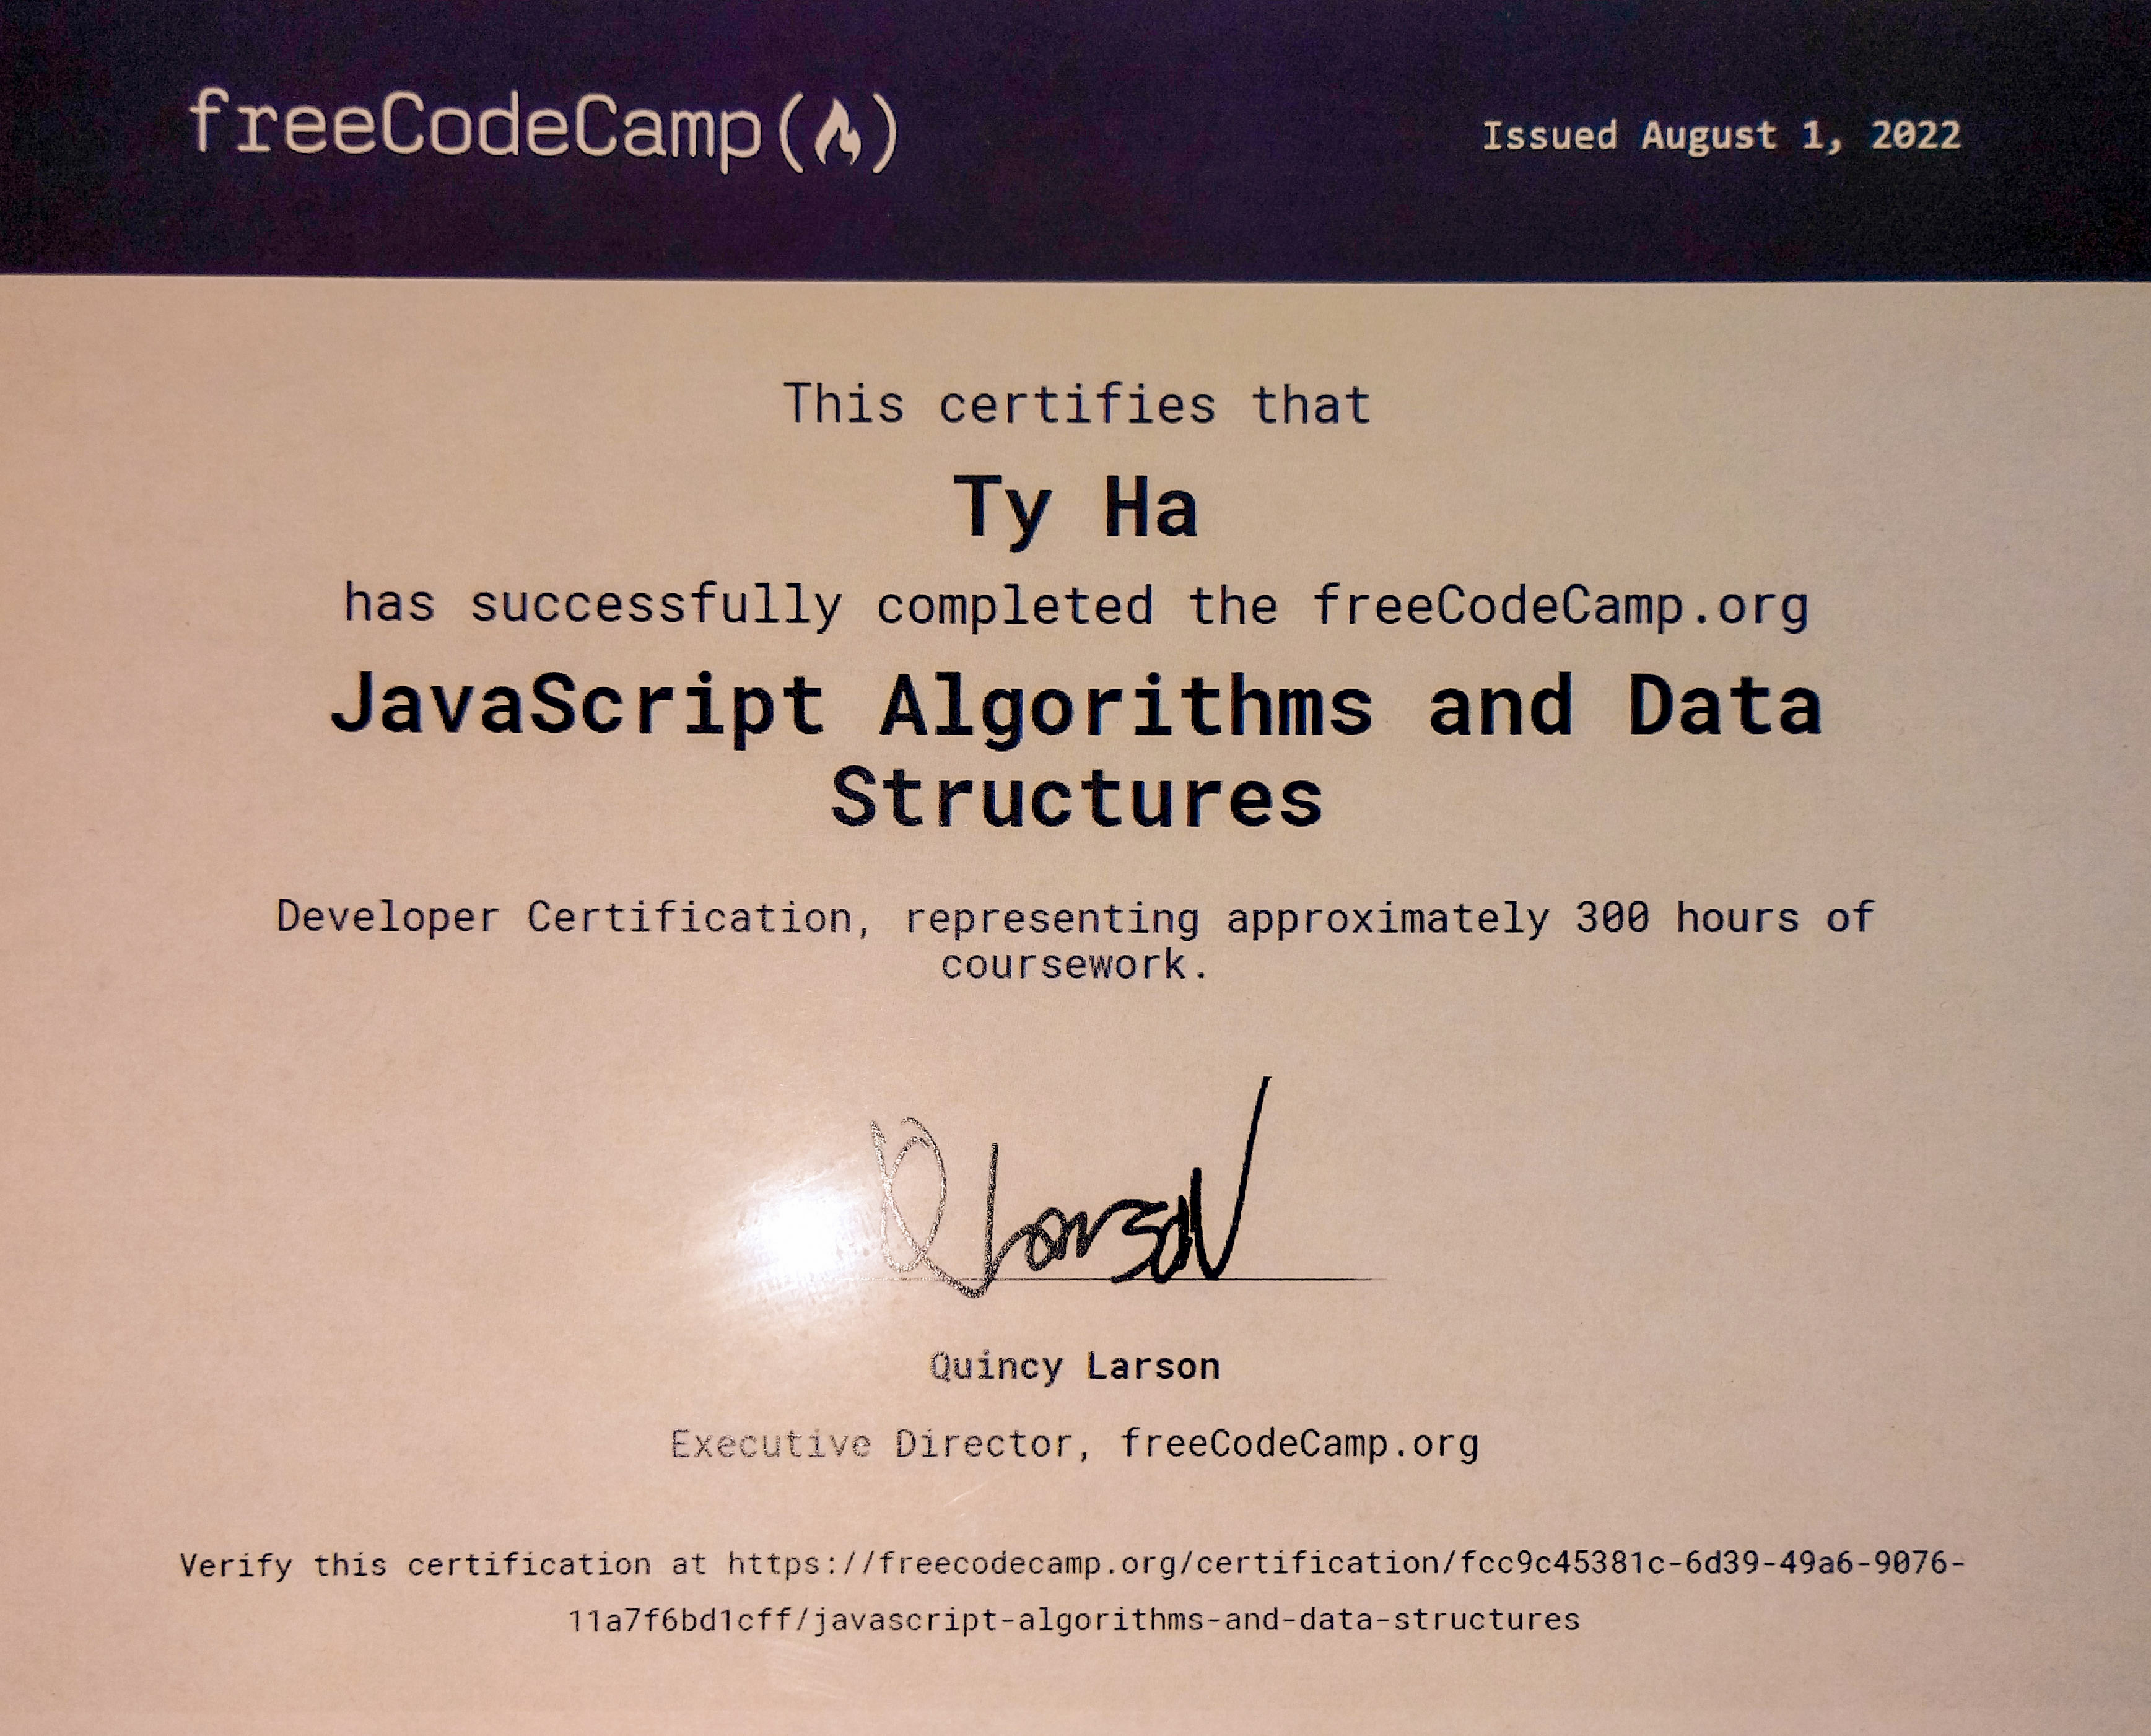 freeCodeCamp(🔥)
Issued August 1, 2022
This certifies that
Ty Ha
has successfully completed the freeCodeCamp.org
JavaScript Algorithms and Data
Structures
Developer Certification, representing approximately 300 hours of
coursework.
Q Larson
Quincy Larson
Executive Director, freeCodeCamp.org
Verify this certification at https://freecodecamp.org/certification/fcc9c45381c-6d39-49a6-9076-
11a7f6bd1cff/javascript-algorithms-and-data-structures